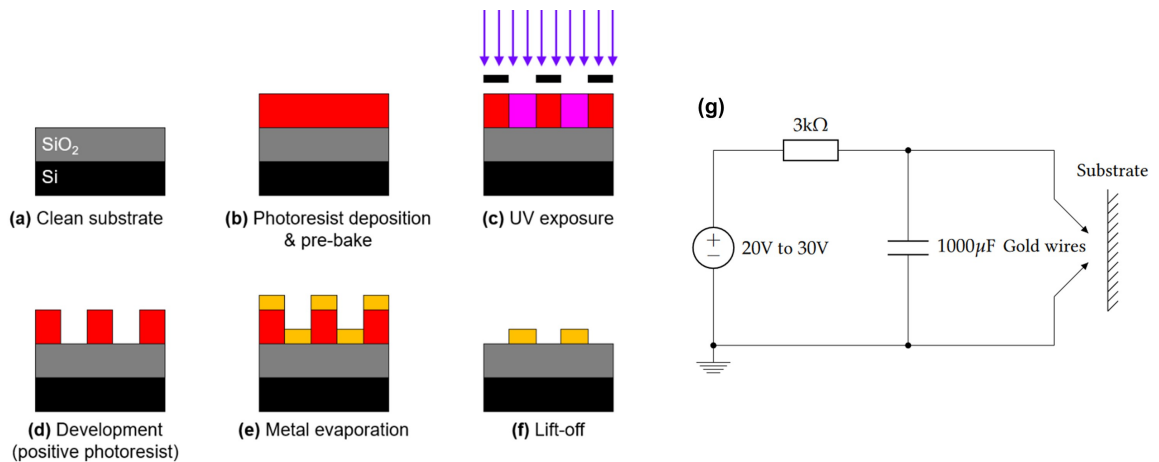 SiO₂
Si
(a) Clean substrate
(b) Photoresist deposition
& pre-bake
(c) UV exposure
(d) Development
(positive photoresist)
(e) Metal evaporation
(f) Lift-off
(g)
3kΩ
Substrate
+
−
20V to 30V
1000μF
Gold wires